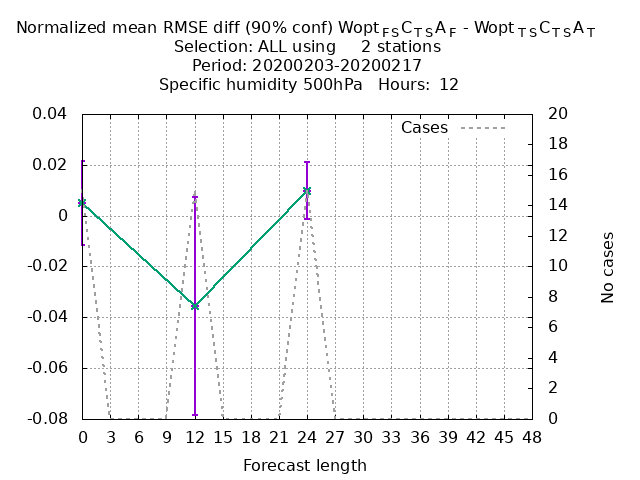 Normalized mean RMSE diff (90% conf) Wopt FS C TS A F - Wopt TS C TS A T
Selection: ALL using 2 stations
Period: 20200203-20200217
Specific humidity 500hPa Hours: 12
Cases
0.04
0.02
0
-0.02
-0.04
-0.06
-0.08
20
18
16
14
12
10
8
6
4
2
0
No cases
0 3 6 9 12 15 18 21 24 27 30 33 36 39 42 45 48
Forecast length